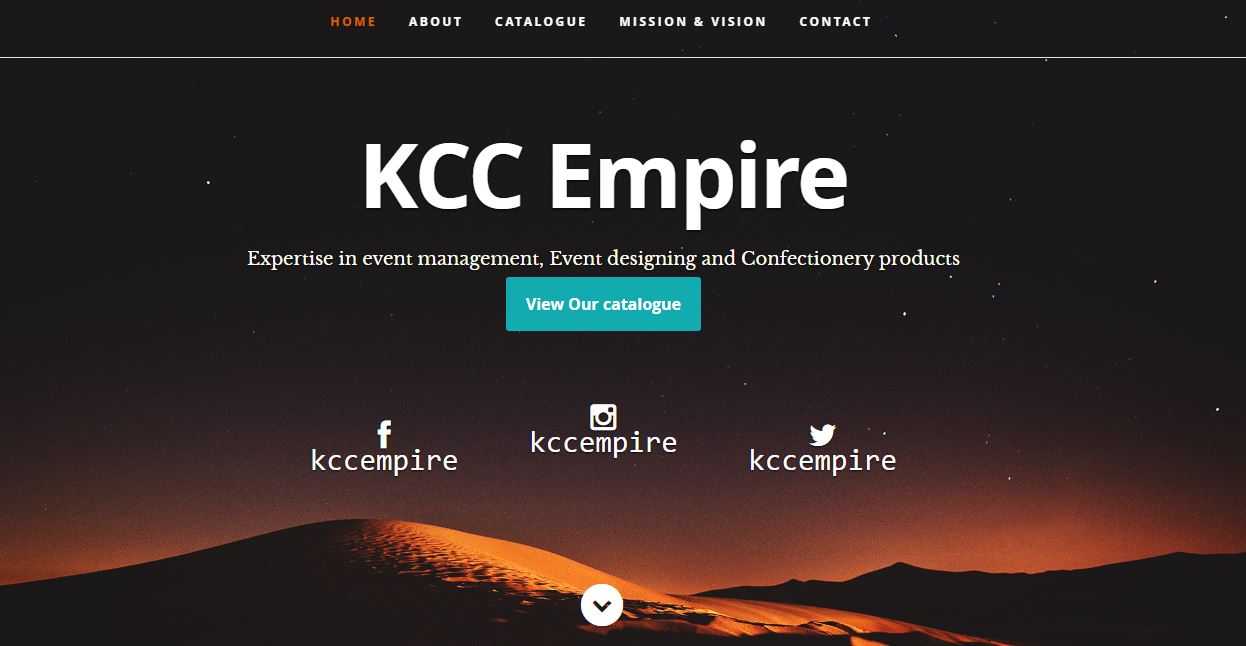 HOME ABOUT CATALOGUE MISSION & VISION CONTACT
KCC Empire
Expertise in event management, Event designing and Confectionery products
View Our catalogue
kccempire kccempire kccempire